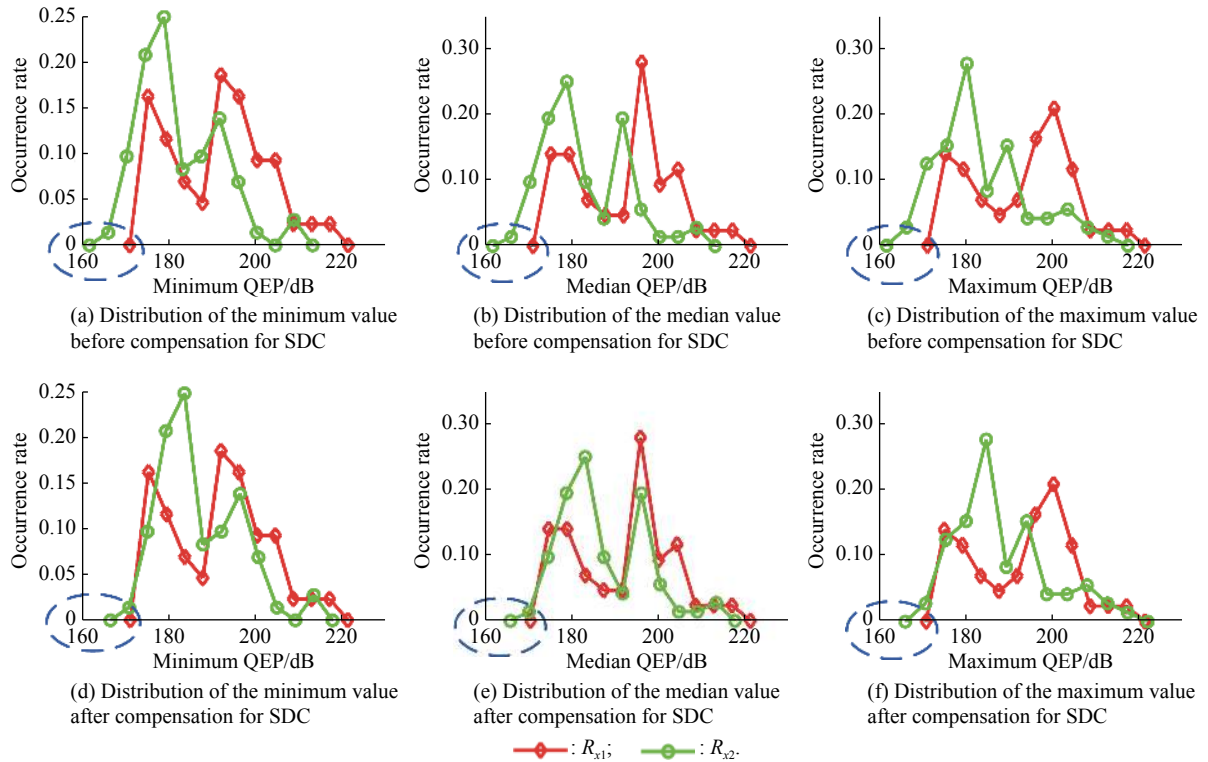 0.25
0.20
0.15
0.10
0.05
0
160
180
200
220
Occurrence rate
Minimum QEP/dB
(a) Distribution of the minimum value
before compensation for SDC
0.30
0.20
0.10
0
160
180
200
220
Occurrence rate
Median QEP/dB
(b) Distribution of the median value
before compensation for SDC
0.30
0.20
0.10
0
160
180
200
220
Occurrence rate
Maximum QEP/dB
(c) Distribution of the maximum value
before compensation for SDC
0.25
0.20
0.15
0.10
0.05
0
160
180
200
220
Occurrence rate
Minimum QEP/dB
(d) Distribution of the minimum value
after compensation for SDC
0.30
0.20
0.10
0
160
180
200
220
Occurrence rate
Median QEP/dB
(e) Distribution of the median value
after compensation for SDC
0.30
0.20
0.10
0
160
180
200
220
Occurrence rate
Maximum QEP/dB
(f) Distribution of the maximum value
after compensation for SDC
: Rx1; : Rx2.